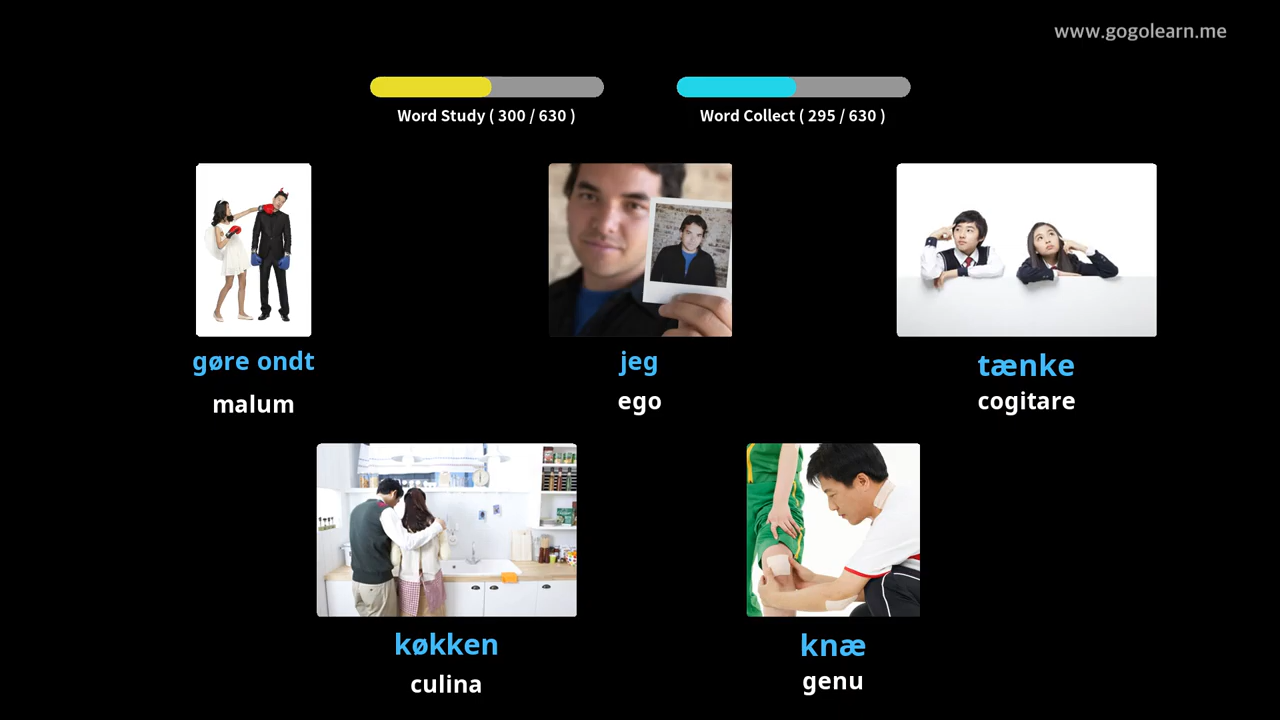 www.gogolearn.me
Word Study ( 300 / 630 )
Word Collect ( 295 / 630 )
gøre ondt
malum
jeg
ego
tænke
cogitare
køkken
culina
knæ
genu